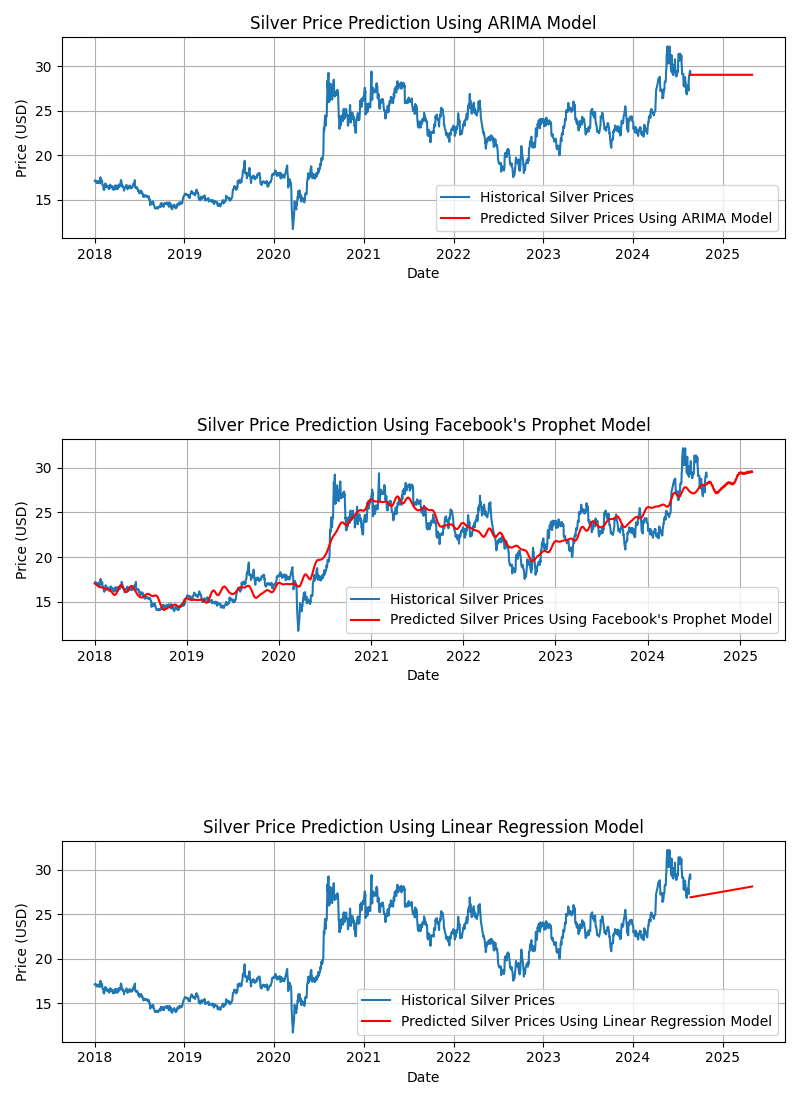 Silver Price Prediction Using ARIMA Model
30
25
20
15
Price (USD)
Historical Silver Prices
Predicted Silver Prices Using ARIMA Model
2018 2019 2020 2021 2022 2023 2024 2025
Date
Silver Price Prediction Using Facebook's Prophet Model
30
25
20
15
Price (USD)
Historical Silver Prices
Predicted Silver Prices Using Facebook's Prophet Model
2018 2019 2020 2021 2022 2023 2024 2025
Date
Silver Price Prediction Using Linear Regression Model
30
25
20
15
Price (USD)
Historical Silver Prices
Predicted Silver Prices Using Linear Regression Model
2018 2019 2020 2021 2022 2023 2024 2025
Date